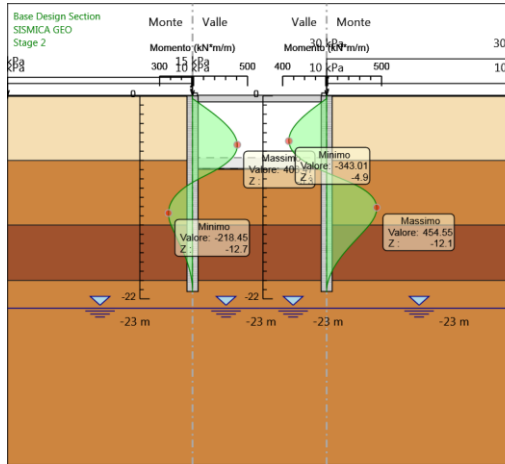 Base Design Section
SISMICA GEO
Stage 2
Monte Valle Valle Monte
30 kPa 30
kPa 15 kPa
Momento (kN*m/m) Momento (kN*m/m)
kPa 10 kPa 10 kPa 10
300 500 400 500
0 0
Massimo
Valore: 40
Z :
Minimo
Valore: -343.01
Z : -4.9
Minimo
Valore: -218.45
Z : -12.7
Massimo
Valore: 454.55
Z : -12.1
-22 -22
-23 m -23 m -23 m -23 m